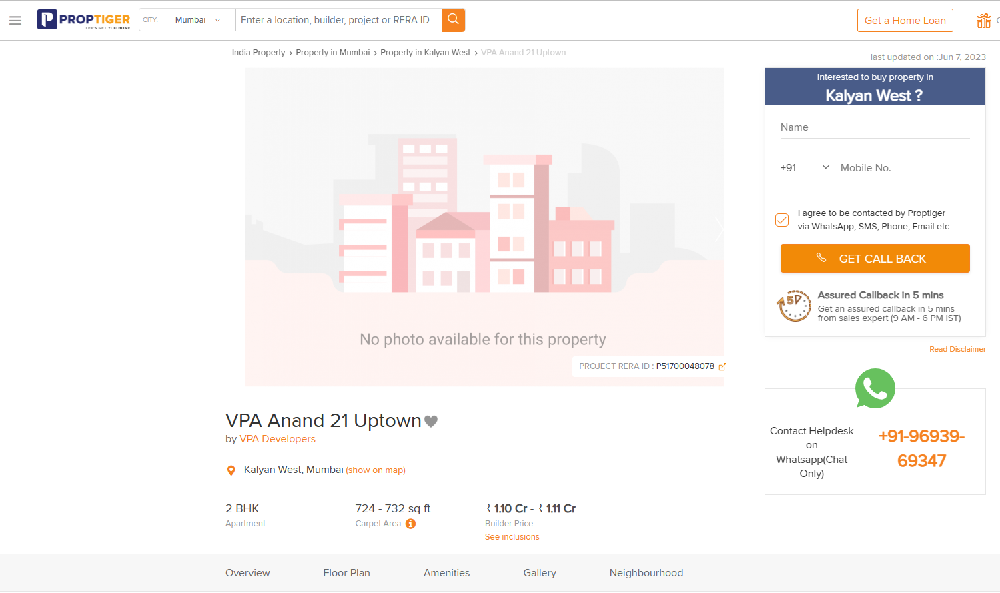 PROPTIGER
LET'S GET YOU HOME
CITY:
Mumbai
Enter a location, builder, project or RERA ID
Get a Home Loan
India Property > Property in Mumbai > Property in Kalyan West > VPA Anand 21 Uptown
last updated on :Jun 7, 2023
Interested to buy property in
Kalyan West ?
Name
+91
Mobile No.
I agree to be contacted by Proptiger
via WhatsApp, SMS, Phone, Email etc.
GET CALL BACK
5
Assured Callback in 5 mins
Get an assured callback in 5 mins
from sales expert (9 AM - 6 PM IST)
Read Disclaimer
No photo available for this property
PROJECT RERA ID : P51700048078
Contact Helpdesk
on
Whatsapp(Chat
Only)
+91-96939-
69347
VPA Anand 21 Uptown
by VPA Developers
Kalyan West, Mumbai (show on map)
2 BHK
Apartment
724 - 732 sq ft
Carpet Area
₹ 1.10 Cr - ₹ 1.11 Cr
Builder Price
See inclusions
Overview
Floor Plan
Amenities
Gallery
Neighbourhood